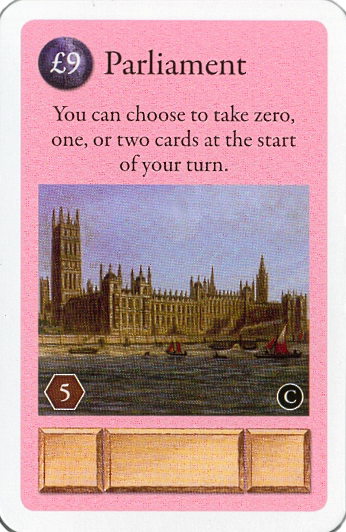 £9 Parliament
You can choose to take zero,
one, or two cards at the start
of your turn.
5
C